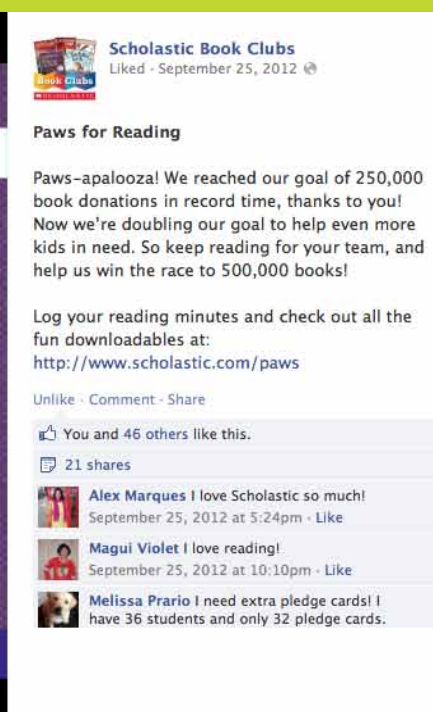 Scholastic Book Clubs
Liked · September 25, 2012
Book Clubs
SCHOLASTIC
Paws for Reading
Paws-apalooza! We reached our goal of 250,000
book donations in record time, thanks to you!
Now we're doubling our goal to help even more
kids in need. So keep reading for your team, and
help us win the race to 500,000 books!
Log your reading minutes and check out all the
fun downloadables at:
http://www.scholastic.com/paws
Unlike · Comment · Share
You and 46 others like this.
21 shares
Alex Marques I love Scholastic so much!
September 25, 2012 at 5:24pm · Like
Magui Violet I love reading!
September 25, 2012 at 10:10pm · Like
Melissa Prario I need extra pledge cards! I
have 36 students and only 32 pledge cards.